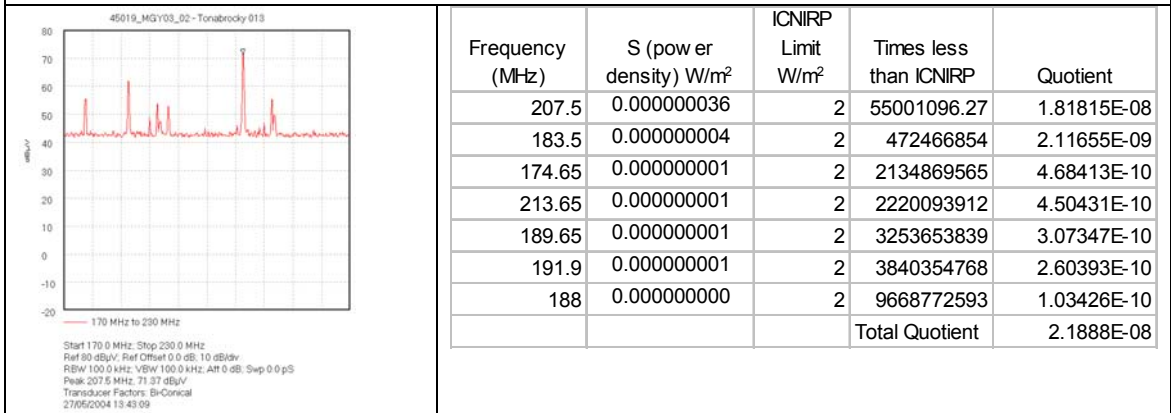 45019_MGY03_02 - Tonabrocky 013
80
70
60
50
40
30
20
10
0
-10
-20
dBµV
170 MHz to 230 MHz
Start 170.0 MHz; Stop 230.0 MHz
Ref 80 dBµV; Ref Offset 0.0 dB; 10 dB/div
RBW 100.0 kHz; VBW 100.0 kHz; Att 0 dB; Swp 0.0 pS
Peak 207.5 MHz, 71.37 dBµV
Transducer Factors: Bi-Conical
27/05/2004 13:43:09
Frequency (MHz) S (power density) W/m² ICNIRP Limit W/m² Times less than ICNIRP Quotient
207.5 0.000000036 2 55001096.27 1.81815E-08
183.5 0.000000004 2 472466854 2.11655E-09
174.65 0.000000001 2 2134869565 4.68413E-10
213.65 0.000000001 2 2220093912 4.50431E-10
189.65 0.000000001 2 3253653839 3.07347E-10
191.9 0.000000001 2 3840354768 2.60393E-10
188 0.000000000 2 9668772593 1.03426E-10
Total Quotient 2.1888E-08